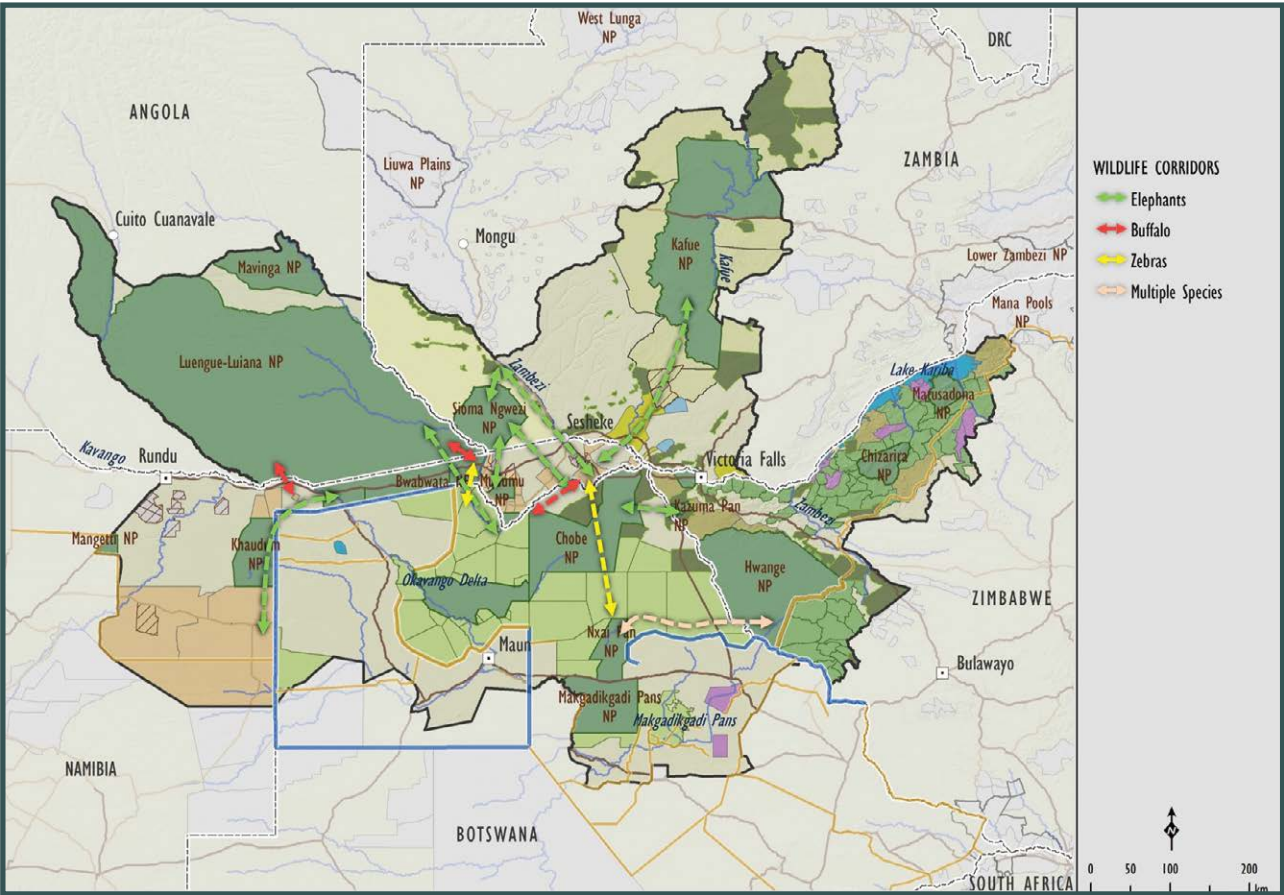 West Lunga
NP
DRC
ANGOLA
ZAMBIA
Liuwa Plains
NP
Cuito Cuanavale
Mongu
Kafue
NP
Kafue
Mavinga NP
Lower Zambezi NP
Mana Pools
NP
Luengue-Luiana NP
Zambezi
Lake Kariba
Matusadona
NP
Sioma Ngwezi
NP
Sesheke
Chizarira
NP
Kavango
Rundu
Victoria Falls
Bwabwata
NP
Kazuma Pan
NP
Zambezi
Mangetti NP
Khaudum
NP
Chobe
NP
Hwange
NP
Okavango Delta
ZIMBABWE
Nxai Pan
NP
Maun
Bulawayo
Makgadikgadi Pans
NP
Makgadikgadi Pans
NAMIBIA
BOTSWANA
SOUTH AFRICA
WILDLIFE CORRIDORS
Elephants
Buffalo
Zebras
Multiple Species
N
0 50 100 200
km